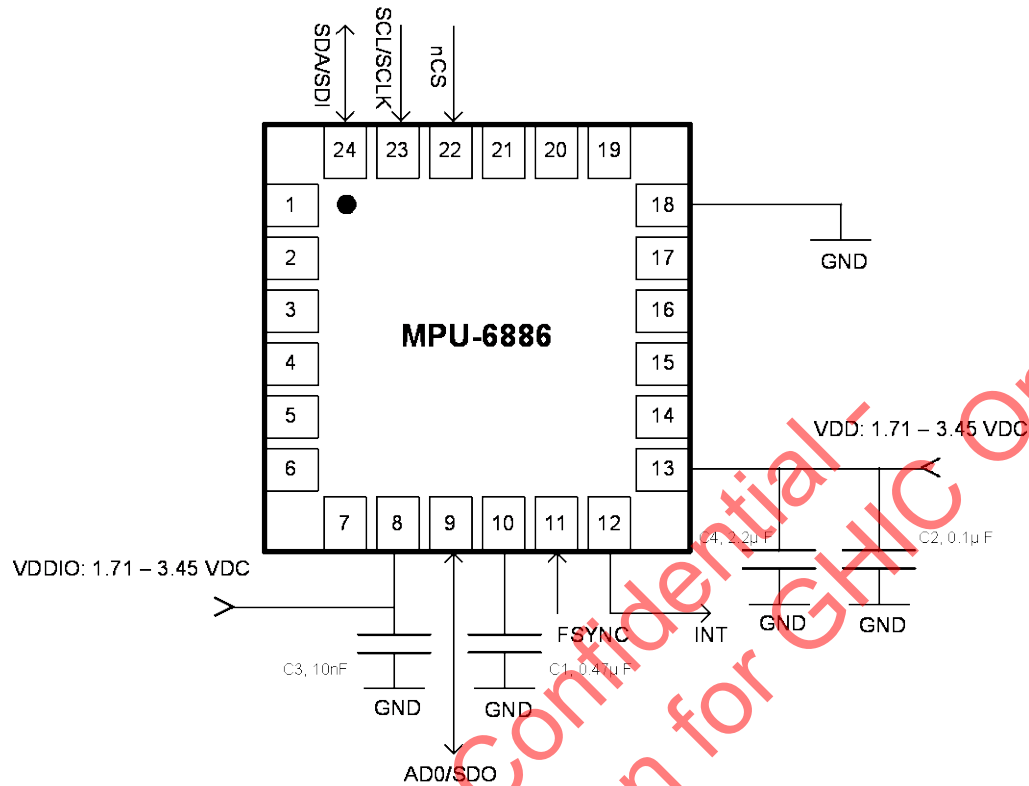 SDA/SDI
SCL/SCLK
nCS
24 23 22 21 20 19
1
2
3
4
5
6
18
17
16
15
14
13
MPU-6886
7 8 9 10 11 12
GND
VDD: 1.71 – 3.45 VDC
C4, 2.2µ F
C2, 0.1µ F
GND
GND
VDDIO: 1.71 – 3.45 VDC
C3, 10nF
GND
C1, 0.47µ F
GND
FSYNC
INT
AD0/SDO
Confidential -
for GHIC